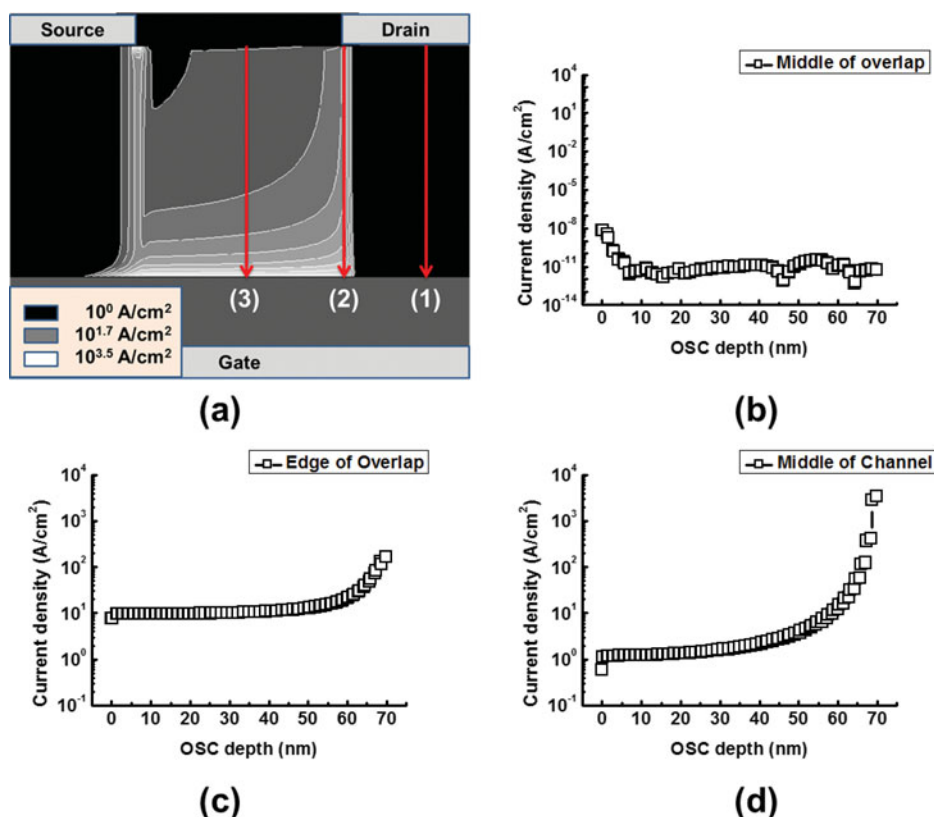 Source
Drain
(3)
(2)
(1)
10⁰ A/cm²
10¹·⁷ A/cm²
10³·⁵ A/cm²
Gate
(a)
Middle of overlap
Current density (A/cm²)
10⁴
10¹
10⁻²
10⁻⁵
10⁻⁸
10⁻¹¹
10⁻¹⁴
0 10 20 30 40 50 60 70
OSC depth (nm)
(b)
Edge of Overlap
Current density (A/cm²)
10⁴
10³
10²
10¹
10⁰
10⁻¹
0 10 20 30 40 50 60 70
OSC depth (nm)
(c)
Middle of Channel
Current density (A/cm²)
10⁴
10³
10²
10¹
10⁰
10⁻¹
0 10 20 30 40 50 60 70
OSC depth (nm)
(d)